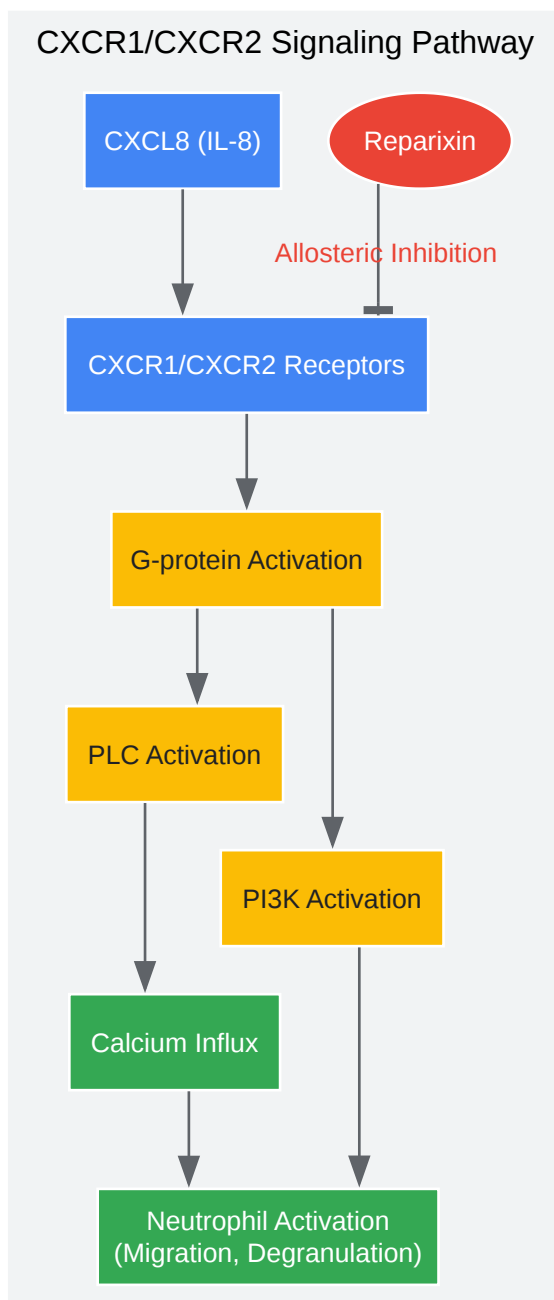 CXCR1/CXCR2 Signaling Pathway
CXCL8 (IL-8)
Reparixin
Allosteric Inhibition
CXCR1/CXCR2 Receptors
G-protein Activation
PLC Activation
PI3K Activation
Calcium Influx
Neutrophil Activation
(Migration, Degranulation)